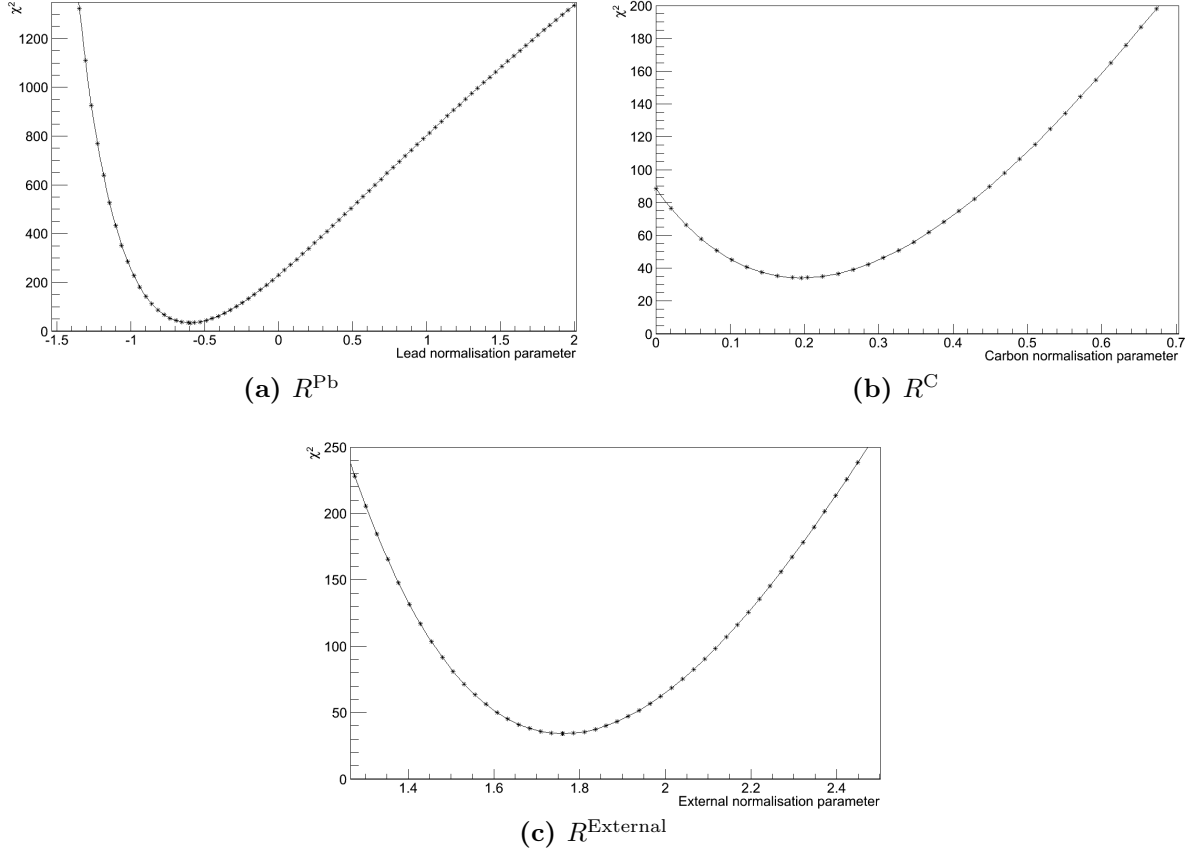 χ²
1200
1000
800
600
400
200
0
-1.5 -1 -0.5 0 0.5 1 1.5 2
Lead normalisation parameter
(a) R^Pb
χ²
200
180
160
140
120
100
80
60
40
20
0
0 0.1 0.2 0.3 0.4 0.5 0.6 0.7
Carbon normalisation parameter
(b) R^C
χ²
250
200
150
100
50
0
1.4 1.6 1.8 2 2.2 2.4
External normalisation parameter
(c) R^External